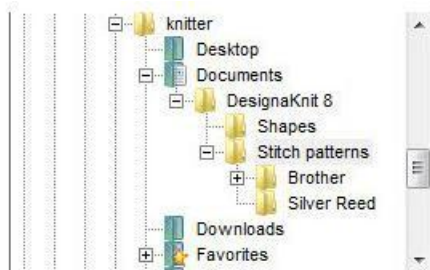 knitter
Desktop
Documents
DesignaKnit 8
Shapes
Stitch patterns
Brother
Silver Reed
Downloads
Favorites